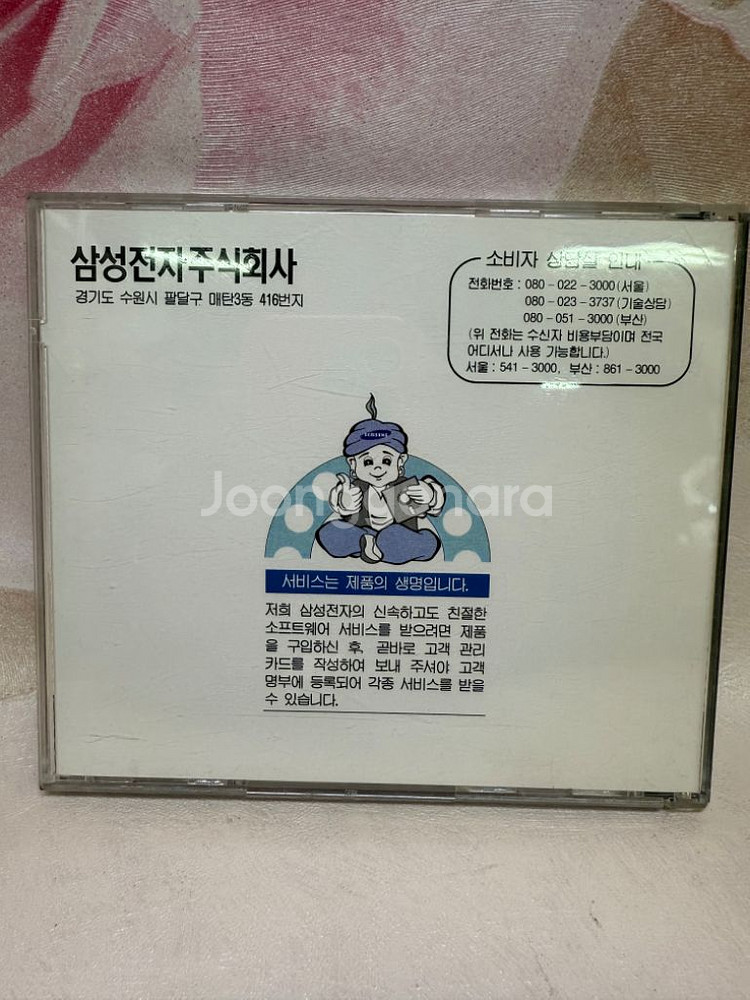 삼성전자주식회사
경기도 수원시 팔달구 매탄3동 416번지
소비자 상담실 안내
전화번호 : 080 - 022 - 3000 (서울)
080 - 023 - 3737 (기술상담)
080 - 051 - 3000 (부산)
(위 전화는 수신자 비용부담이며 전국
어디서나 사용 가능합니다.)
서울 : 541 - 3000, 부산 : 861 - 3000
SAMSUNG
Joonggonara
서비스는 제품의 생명입니다.
저희 삼성전자의 신속하고도 친절한
소프트웨어 서비스를 받으려면 제품
을 구입하신 후, 곧바로 고객 관리
카드를 작성하여 보내 주셔야 고객
명부에 등록되어 각종 서비스를 받을
수 있습니다.